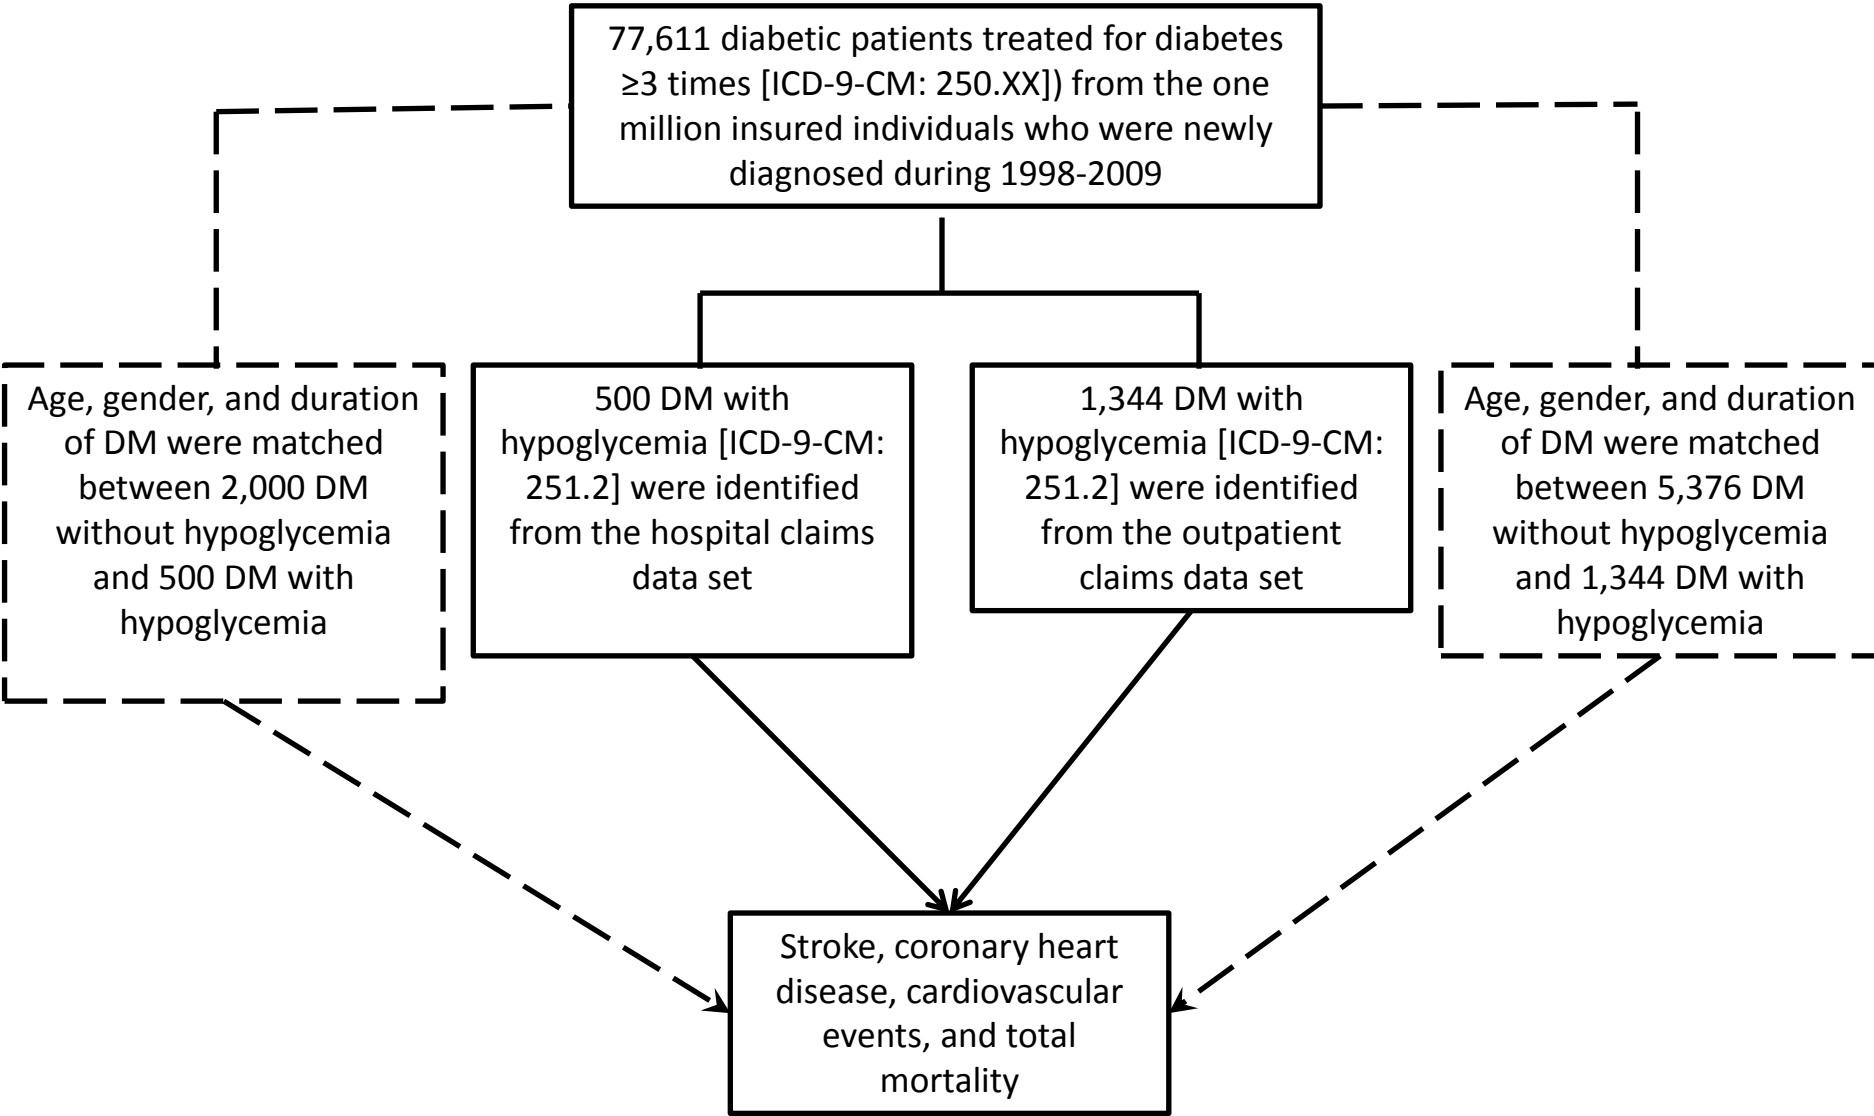 77,611 diabetic patients treated for diabetes
≥3 times [ICD-9-CM: 250.XX]) from the one
million insured individuals who were newly
diagnosed during 1998-2009
Age, gender, and duration
of DM were matched
between 2,000 DM
without hypoglycemia
and 500 DM with
hypoglycemia
500 DM with
hypoglycemia [ICD-9-CM:
251.2] were identified
from the hospital claims
data set
1,344 DM with
hypoglycemia [ICD-9-CM:
251.2] were identified
from the outpatient
claims data set
Age, gender, and duration
of DM were matched
between 5,376 DM
without hypoglycemia
and 1,344 DM with
hypoglycemia
Stroke, coronary heart
disease, cardiovascular
events, and total
mortality